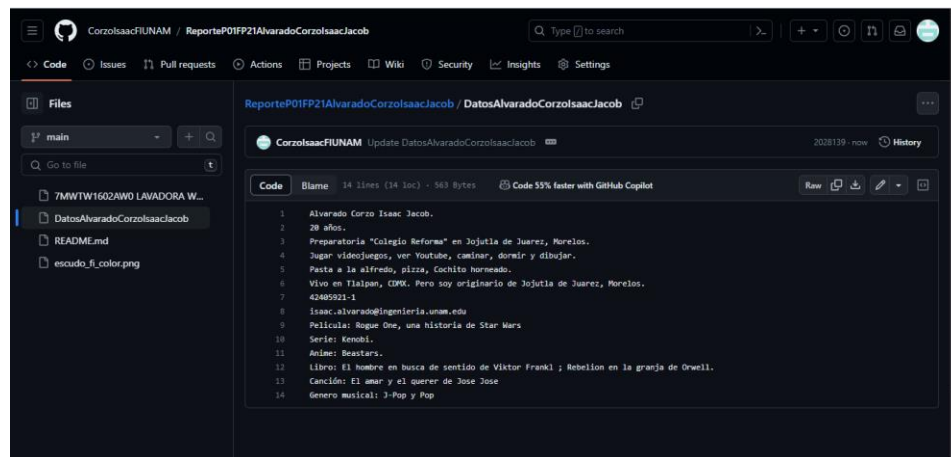 CorzoIsaacFIUNAM / ReporteP01FP21AlvaradoCorzoIsaacJacob
Type / to search
Code Issues Pull requests Actions Projects Wiki Security Insights Settings
Files
main
Go to file t
7MWTW1602AW0 LAVADORA W...
DatosAlvaradoCorzoIsaacJacob
README.md
escudo_fi_color.png
ReporteP01FP21AlvaradoCorzoIsaacJacob / DatosAlvaradoCorzoIsaacJacob
CorzoIsaacFIUNAM Update DatosAlvaradoCorzoIsaacJacob 2028139 · now History
Code Blame 14 lines (14 loc) · 563 Bytes Code 55% faster with GitHub Copilot Raw
1 Alvarado Corzo Isaac Jacob.
2 20 años.
3 Preparatoria "Colegio Reforma" en Jojutla de Juarez, Morelos.
4 Jugar videojuegos, ver Youtube, caminar, dormir y dibujar.
5 Pasta a la alfredo, pizza, Cochito horneado.
6 Vivo en Tlalpan, CDMX. Pero soy originario de Jojutla de Juarez, Morelos.
7 42405921-1
8 isaac.alvarado@ingenieria.unam.edu
9 Pelicula: Rogue One, una historia de Star Wars
10 Serie: Kenobi.
11 Anime: Beastars.
12 Libro: El hombre en busca de sentido de Viktor Frankl ; Rebelion en la granja de Orwell.
13 Canción: El amar y el querer de Jose Jose
14 Genero musical: J-Pop y Pop